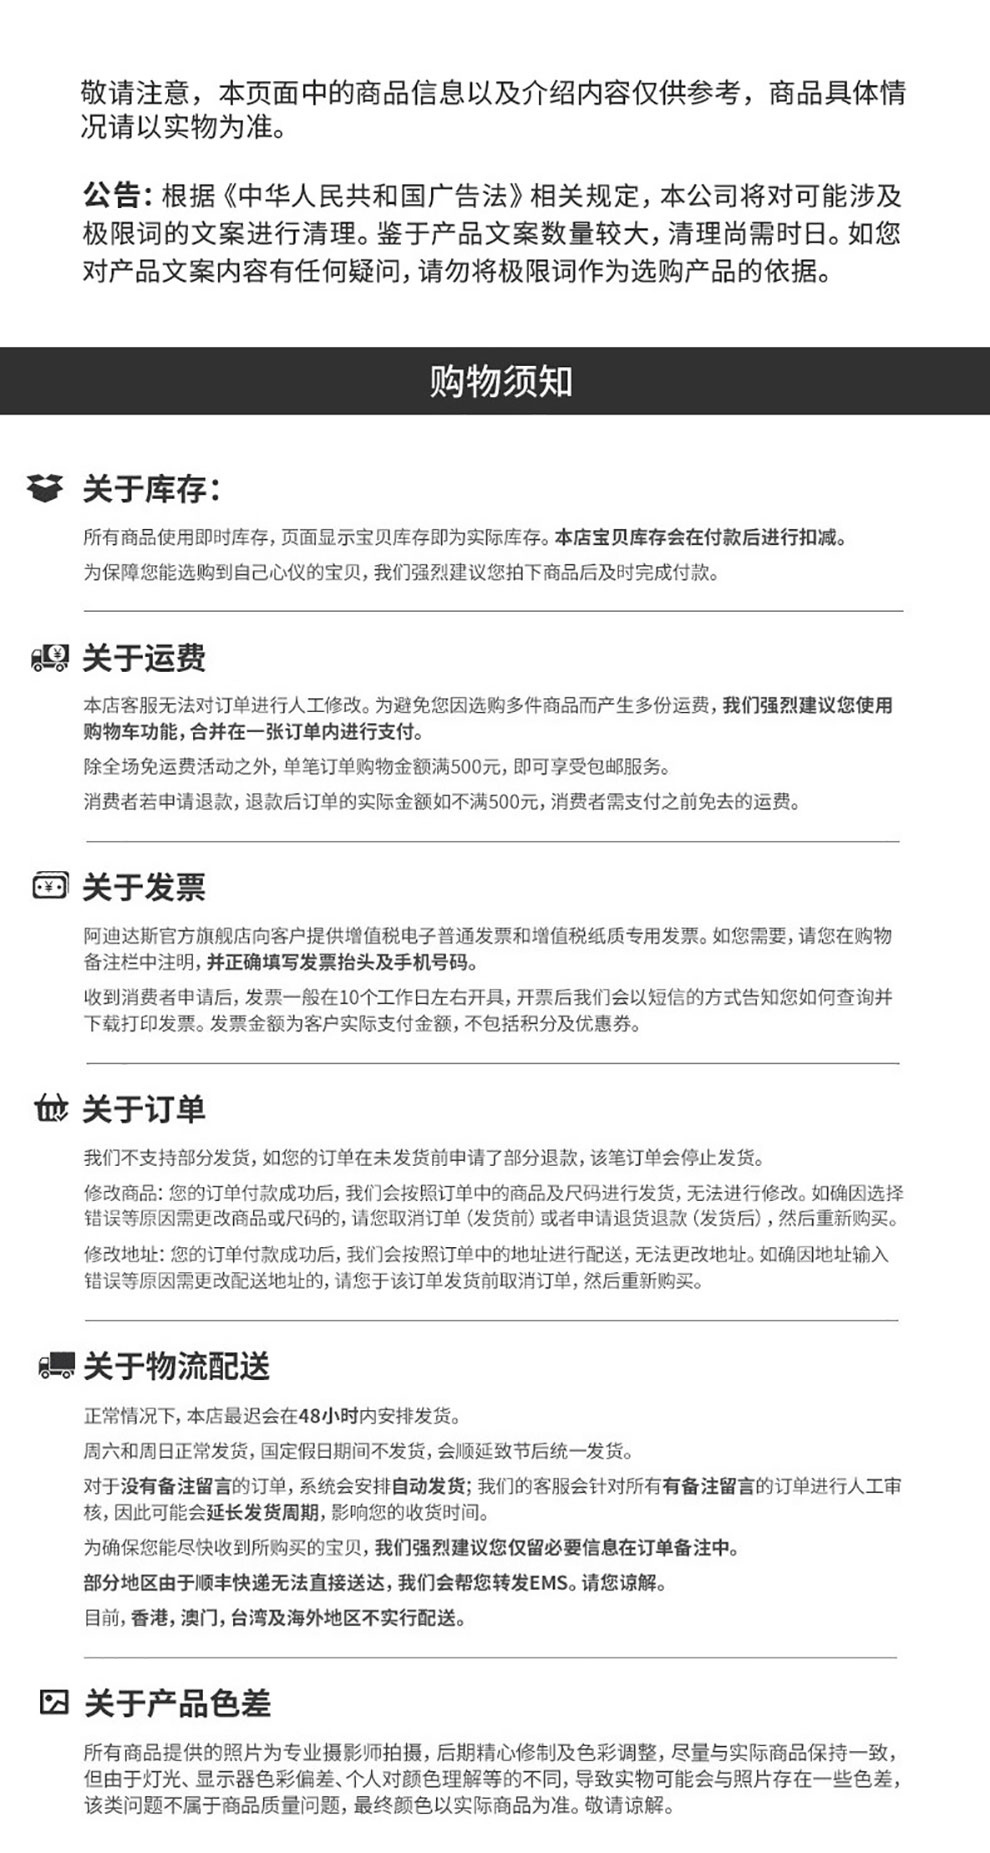 敬请注意，本页面中的商品信息以及介绍内容仅供参考，商品具体情
况请以实物为准。
公告：根据《中华人民共和国广告法》相关规定，本公司将对可能涉及
极限词的文案进行清理。鉴于产品文案数量较大，清理尚需时日。如您
对产品文案内容有任何疑问，请勿将极限词作为选购产品的依据。
购物须知
关于库存：
所有商品使用即时库存，页面显示宝贝库存即为实际库存。本店宝贝库存会在付款后进行扣减。
为保障您能选购到自己心仪的宝贝，我们强烈建议您拍下商品后及时完成付款。
关于运费
本店客服无法对订单进行人工修改。为避免您因选购多件商品而产生多份运费，我们强烈建议您使用
购物车功能，合并在一张订单内进行支付。
除全场免运费活动之外，单笔订单购物金额满500元，即可享受包邮服务。
消费者若申请退款，退款后订单的实际金额如不满500元，消费者需支付之前免去的运费。
关于发票
阿迪达斯官方旗舰店向客户提供增值税电子普通发票和增值税纸质专用发票。如您需要，请您在购物
备注栏中注明，并正确填写发票抬头及手机号码。
收到消费者申请后，发票一般在10个工作日左右开具，开票后我们会以短信的方式告知您如何查询并
下载打印发票。发票金额为客户实际支付金额，不包括积分及优惠券。
关于订单
我们不支持部分发货，如您的订单在未发货前申请了部分退款，该笔订单会停止发货。
修改商品：您的订单付款成功后，我们会按照订单中的商品及尺码进行发货，无法进行修改。如确因选择
错误等原因需更改商品或尺码的，请您取消订单（发货前）或者申请退货退款（发货后），然后重新购买。
修改地址：您的订单付款成功后，我们会按照订单中的地址进行配送，无法更改地址。如确因地址输入
错误等原因需更改配送地址的，请您于该订单发货前取消订单，然后重新购买。
关于物流配送
正常情况下，本店最迟会在48小时内安排发货。
周六和周日正常发货，国定假日期间不发货，会顺延致节后统一发货。
对于没有备注留言的订单，系统会安排自动发货；我们的客服会针对所有有备注留言的订单进行人工审
核，因此可能会延长发货周期，影响您的收货时间。
为确保您能尽快收到所购买的宝贝，我们强烈建议您仅留必要信息在订单备注中。
部分地区由于顺丰快递无法直接送达，我们会帮您转发EMS。请您谅解。
目前，香港，澳门，台湾及海外地区不实行配送。
关于产品色差
所有商品提供的照片为专业摄影师拍摄，后期精心修制及色彩调整，尽量与实际商品保持一致，
但由于灯光、显示器色彩偏差、个人对颜色理解等的不同，导致实物可能会与照片存在一些色差，
该类问题不属于商品质量问题，最终颜色以实际商品为准。敬请谅解。